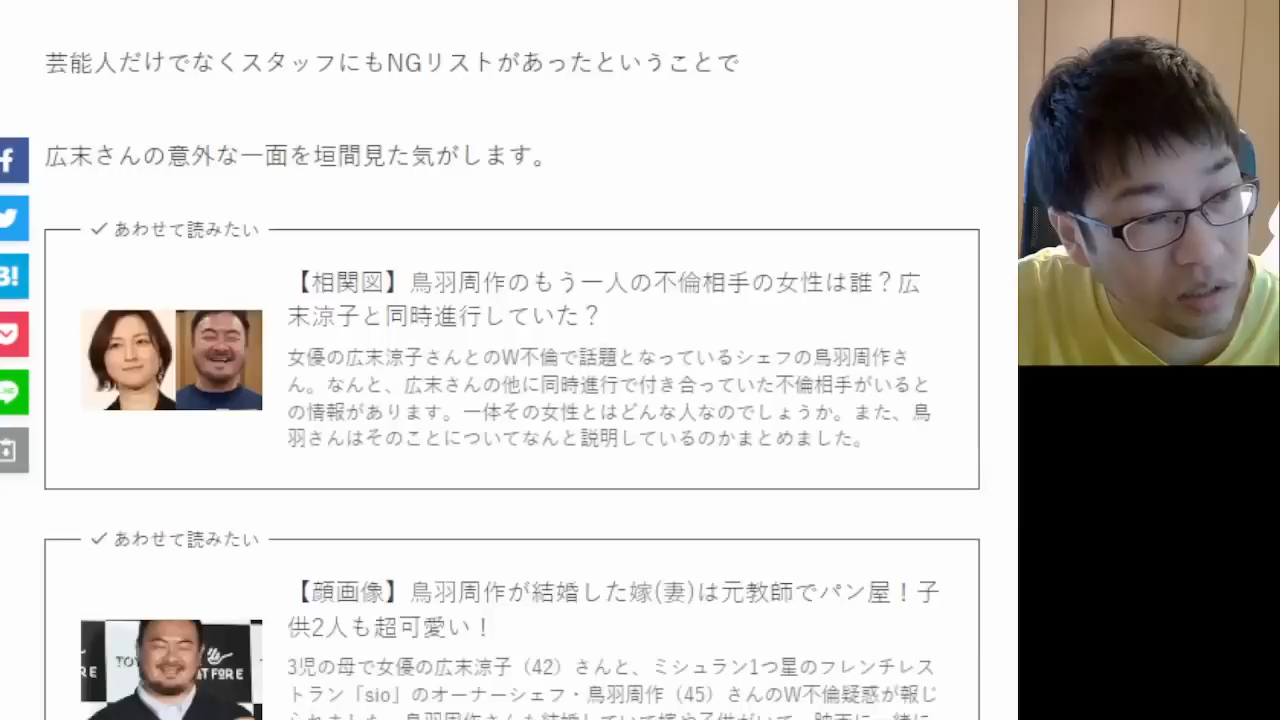 芸能人だけでなくスタッフにもNGリストがあったということで
広末さんの意外な一面を垣間見た気がします。
あわせて読みたい
【相関図】鳥羽周作のもう一人の不倫相手の女性は誰？広
末涼子と同時進行していた？
女優の広末涼子さんとのW不倫で話題となっているシェフの鳥羽周作さ
ん。なんと、広末さんの他に同時進行で付き合っていた不倫相手がいると
の情報があります。一体その女性とはどんな人なのでしょうか。また、鳥
羽さんはそのことについてなんと説明しているのかまとめました。
あわせて読みたい
【顔画像】鳥羽周作が結婚した嫁(妻)は元教師でパン屋！子
供2人も超可愛い！
3児の母で女優の広末涼子（42）さんと、ミシュラン1つ星のフレンチレス
トラン「sio」のオーナーシェフ・鳥羽周作（45）さんのW不倫疑惑が報じ
B!